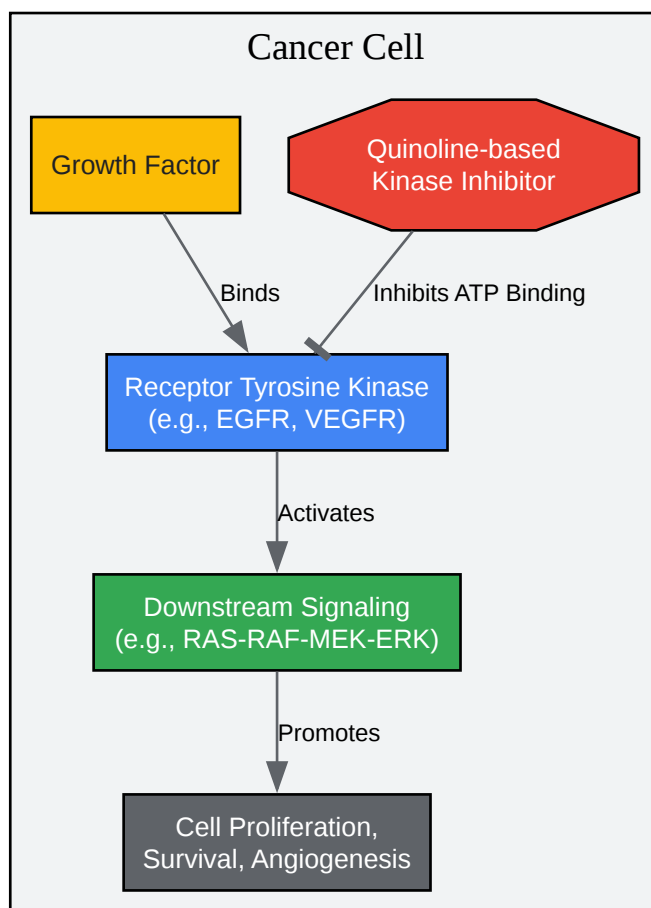 Cancer Cell
Growth Factor
Quinoline-based
Kinase Inhibitor
Binds
Inhibits ATP Binding
Receptor Tyrosine Kinase
(e.g., EGFR, VEGFR)
Activates
Downstream Signaling
(e.g., RAS-RAF-MEK-ERK)
Promotes
Cell Proliferation,
Survival, Angiogenesis